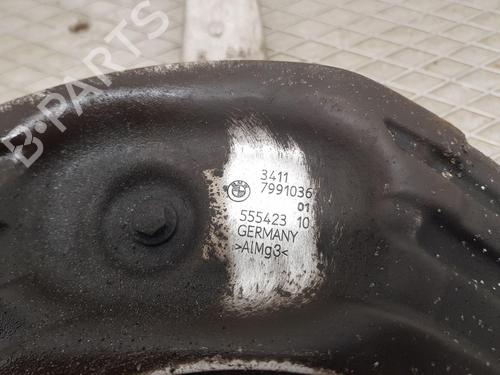 B-PARTS
3411
7991036
01
555423 10
GERMANY
>AlMg3<